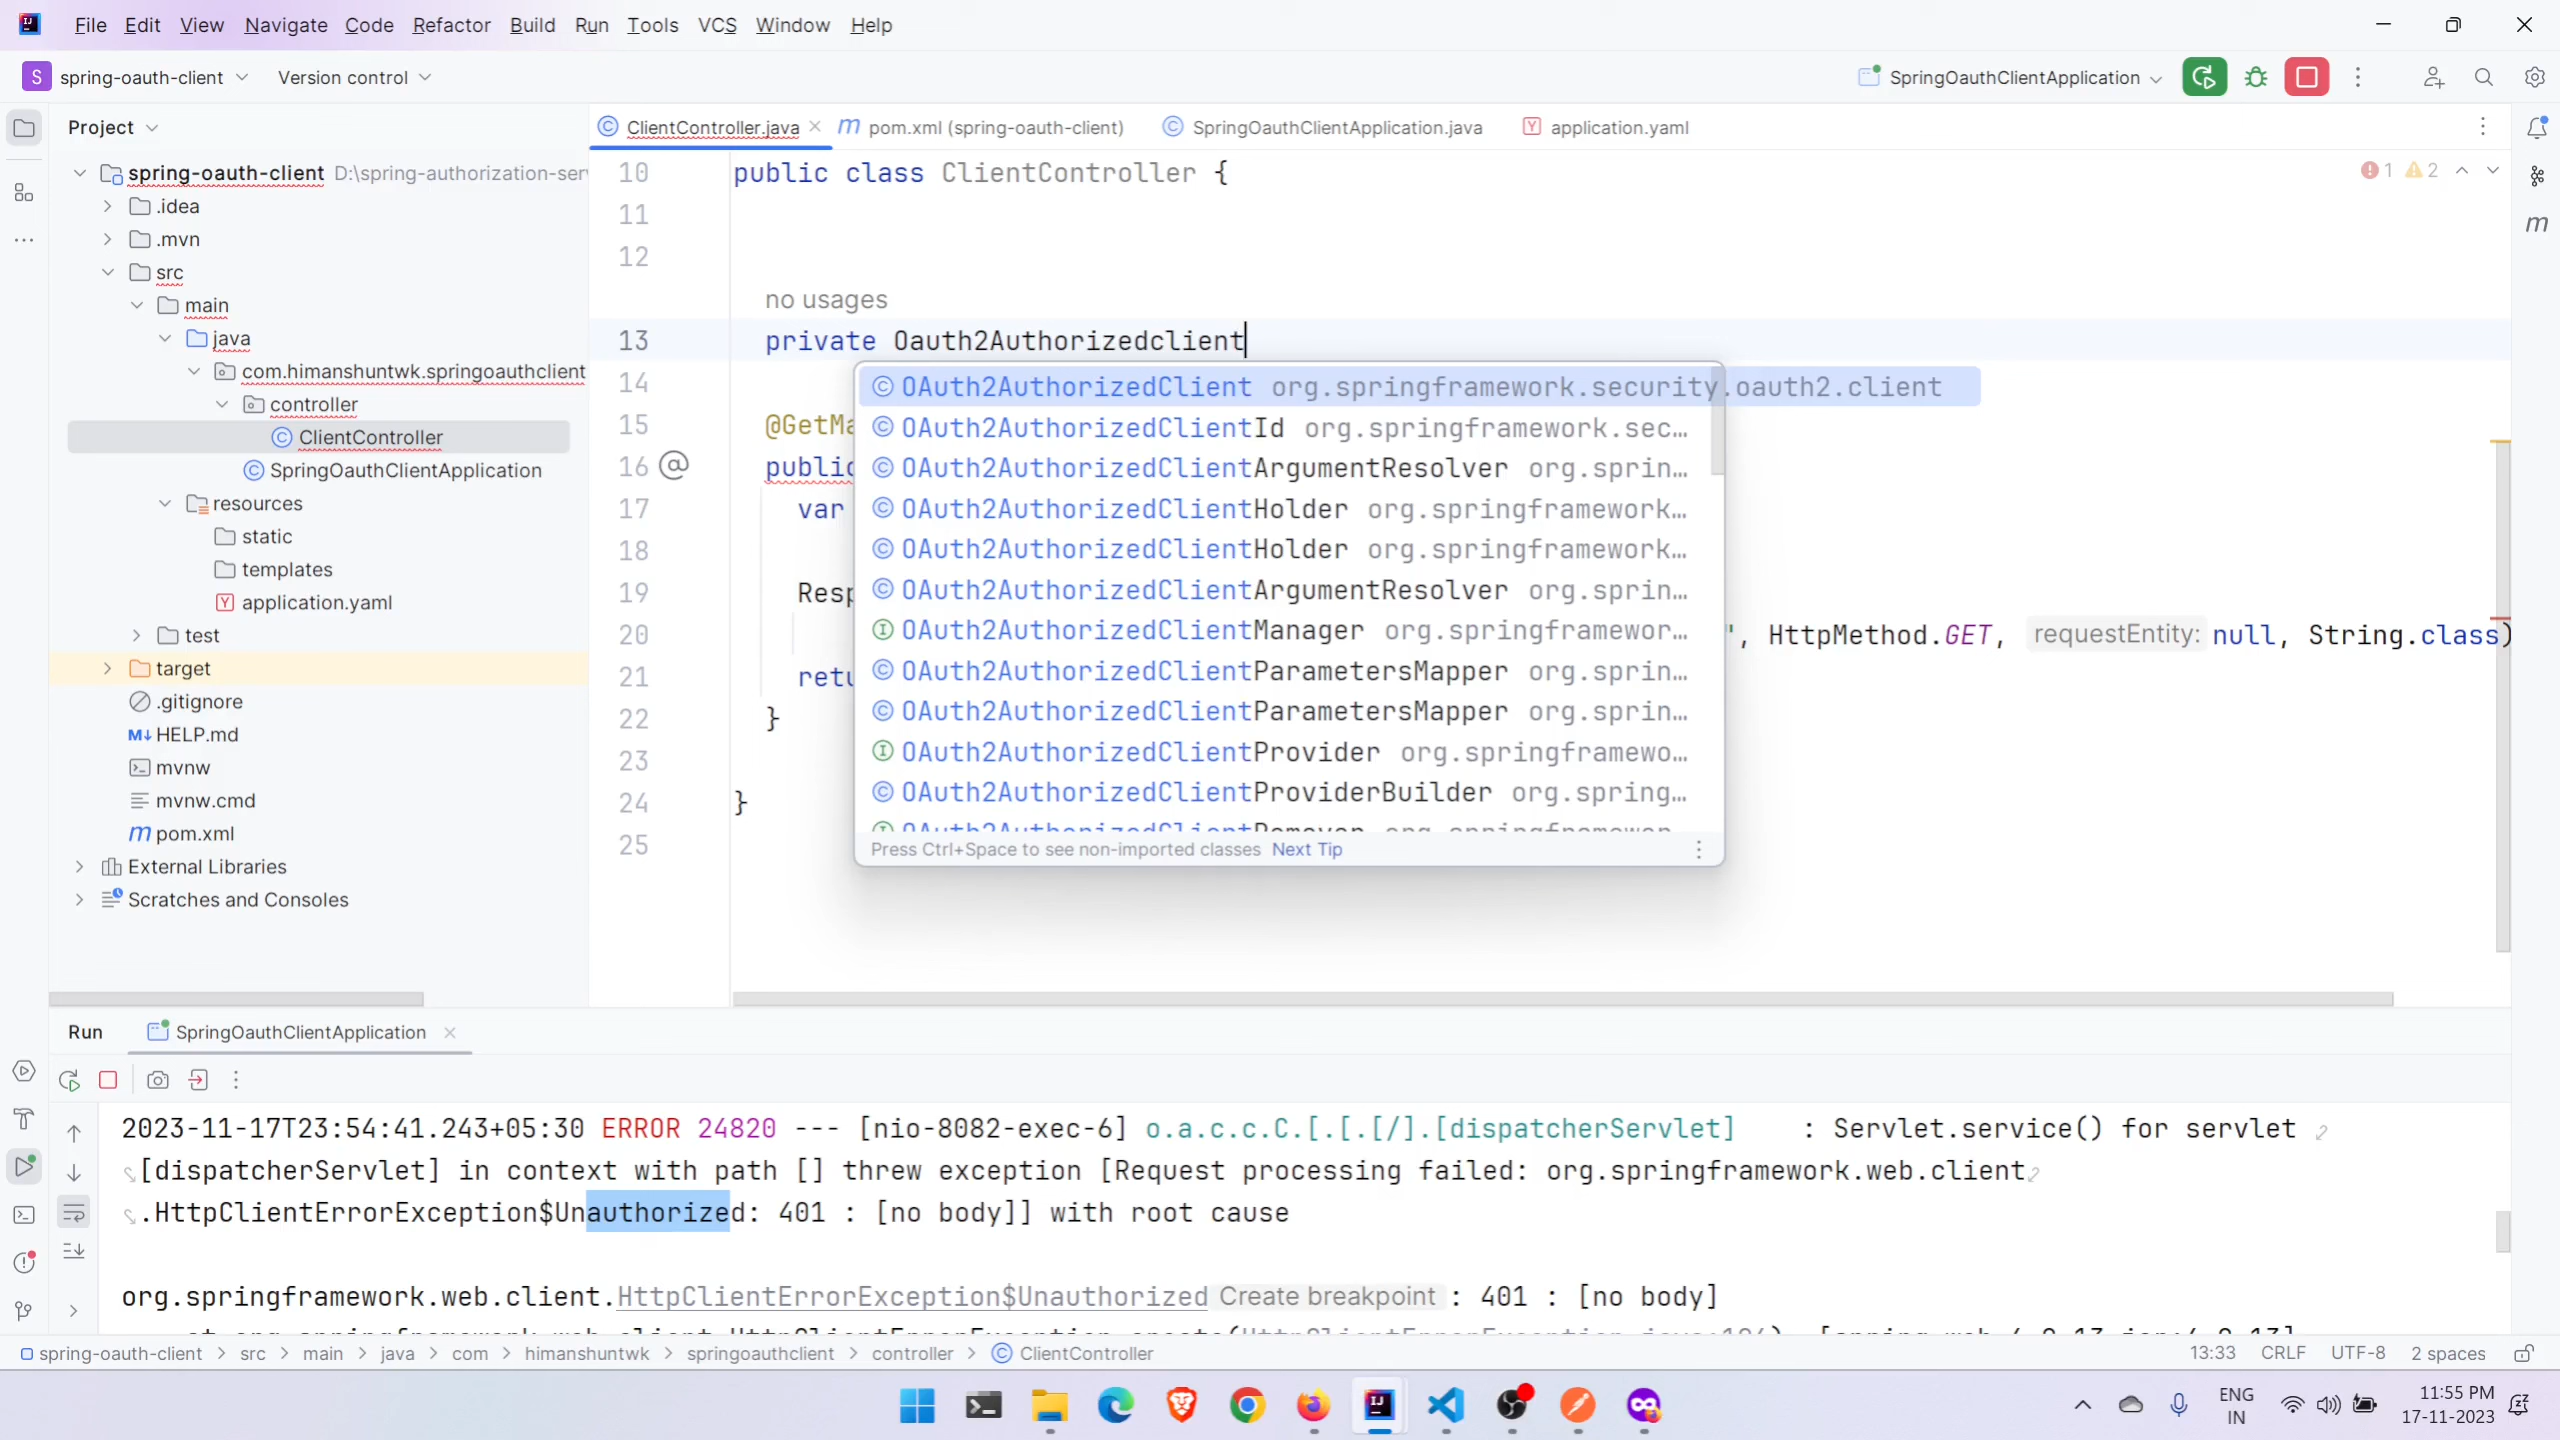 File Edit View Navigate Code Refactor Build Run Tools VCS Window Help
S spring-oauth-client Version control SpringOauthClientApplication
Project
ClientController.java m pom.xml (spring-oauth-client) SpringOauthClientApplication.java application.yaml
spring-oauth-client D:\spring-authorization-ser
.idea
.mvn
src
main
java
com.himanshuntwk.springoauthclient
controller
ClientController
SpringOauthClientApplication
resources
static
templates
application.yaml
test
target
.gitignore
HELP.md
mvnw
mvnw.cmd
pom.xml
External Libraries
Scratches and Consoles
1 2
10 public class ClientController {
11
12
no usages
13 private Oauth2Authorizedclient
14
15 @GetMa
16 public
17 var
18
19 Resp
20 ", HttpMethod.GET, requestEntity: null, String.class)
21 retu
22 }
23
24 }
25
OAuth2AuthorizedClient org.springframework.security.oauth2.client
OAuth2AuthorizedClientId org.springframework.sec…
OAuth2AuthorizedClientArgumentResolver org.sprin…
OAuth2AuthorizedClientHolder org.springframework…
OAuth2AuthorizedClientHolder org.springframework…
OAuth2AuthorizedClientArgumentResolver org.sprin…
OAuth2AuthorizedClientManager org.springframewor…
OAuth2AuthorizedClientParametersMapper org.sprin…
OAuth2AuthorizedClientParametersMapper org.sprin…
OAuth2AuthorizedClientProvider org.springframewo…
OAuth2AuthorizedClientProviderBuilder org.spring…
Press Ctrl+Space to see non-imported classes Next Tip
Run SpringOauthClientApplication
2023-11-17T23:54:41.243+05:30 ERROR 24820 --- [nio-8082-exec-6] o.a.c.c.C.[.[.[/].[dispatcherServlet] : Servlet.service() for servlet
[dispatcherServlet] in context with path [] threw exception [Request processing failed: org.springframework.web.client
.HttpClientErrorException$Unauthorized: 401 : [no body]] with root cause
org.springframework.web.client.HttpClientErrorException$Unauthorized Create breakpoint : 401 : [no body]
spring-oauth-client > src > main > java > com > himanshuntwk > springoauthclient > controller > ClientController
13:33 CRLF UTF-8 2 spaces
ENG
IN
11:55 PM
17-11-2023